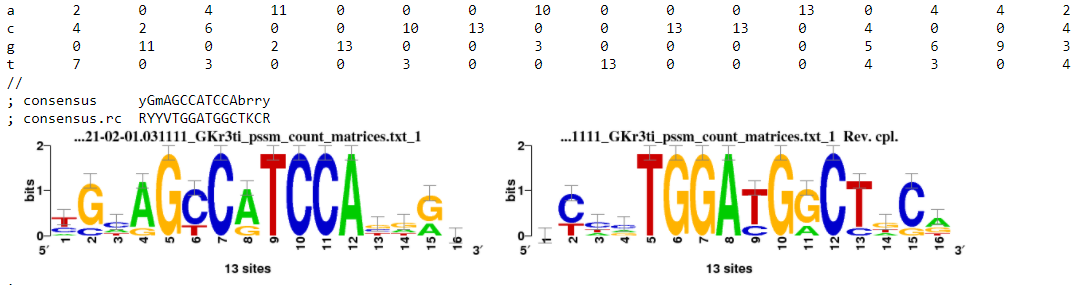 a 2 0 4 11 0 0 0 10 0 0 0 13 0 4 4 2
c 4 2 6 0 0 10 13 0 0 13 13 0 4 0 0 4
g 0 11 0 2 13 0 0 3 0 0 0 0 5 6 9 3
t 7 0 3 0 0 3 0 0 13 0 0 0 4 3 0 4
//
; consensus yGmAGCCATCCAbrry
; consensus.rc RYYVTGGATGGCTKCR
...21-02-01.031111_GKr3ti_pssm_count_matrices.txt_1
2
1
0
bits
5′ 1 2 3 4 5 6 7 8 9 10 11 12 13 14 15 16 3′
13 sites
...1111_GKr3ti_pssm_count_matrices.txt_1 Rev. cpl.
2
1
0
bits
5′ 1 2 3 4 5 6 7 8 9 10 11 12 13 14 15 16 3′
13 sites